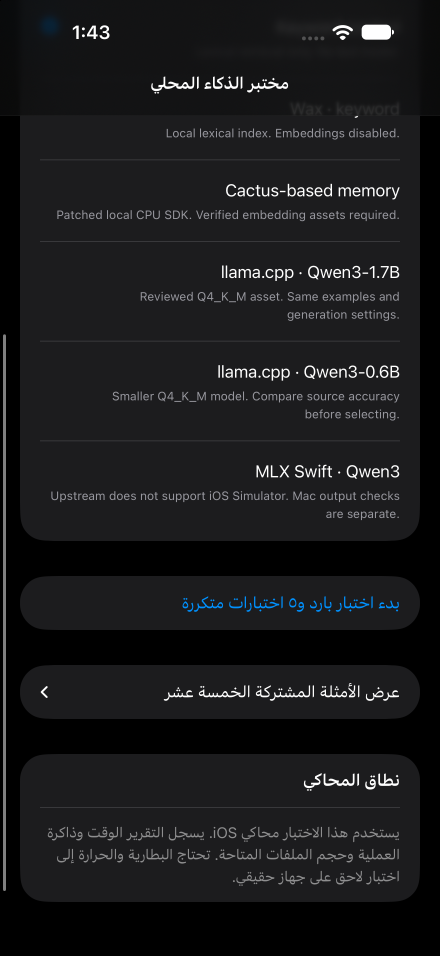 1:43
مختبر الذكاء المحلي
Wax · keyword
Local lexical index. Embeddings disabled.
Cactus-based memory
Patched local CPU SDK. Verified embedding assets required.
llama.cpp · Qwen3-1.7B
Reviewed Q4_K_M asset. Same examples and
generation settings.
llama.cpp · Qwen3-0.6B
Smaller Q4_K_M model. Compare source accuracy
before selecting.
MLX Swift · Qwen3
Upstream does not support iOS Simulator. Mac output checks
are separate.
بدء اختبار بارد و٥ اختبارات متكررة
عرض الأمثلة المشتركة الخمسة عشر
نطاق المحاكي
يستخدم هذا الاختبار محاكي iOS. يسجل التقرير الوقت وذاكرة
العملية وحجم الملفات المتاحة. تحتاج البطارية والحرارة إلى
اختبار لاحق على جهاز حقيقي.